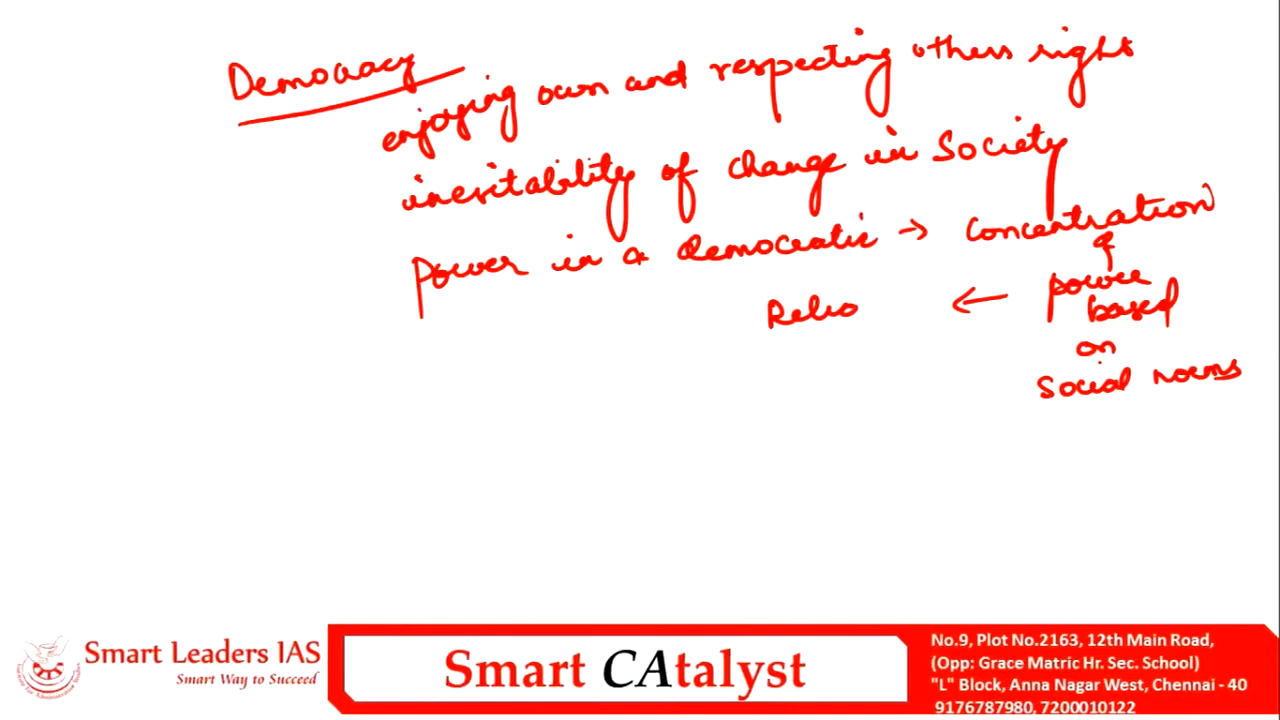 Democracy
enjoying own and respecting others right
inevitability of change in Society
Power in a democratic → Concentration
of
power
based
on
Social norms
←
Relio
Smart Leaders IAS
Smart Way to Succeed
Smart CAtalyst
No.9, Plot No.2163, 12th Main Road,
(Opp: Grace Matric Hr. Sec. School)
"L" Block, Anna Nagar West, Chennai - 40
9176787980, 7200010122